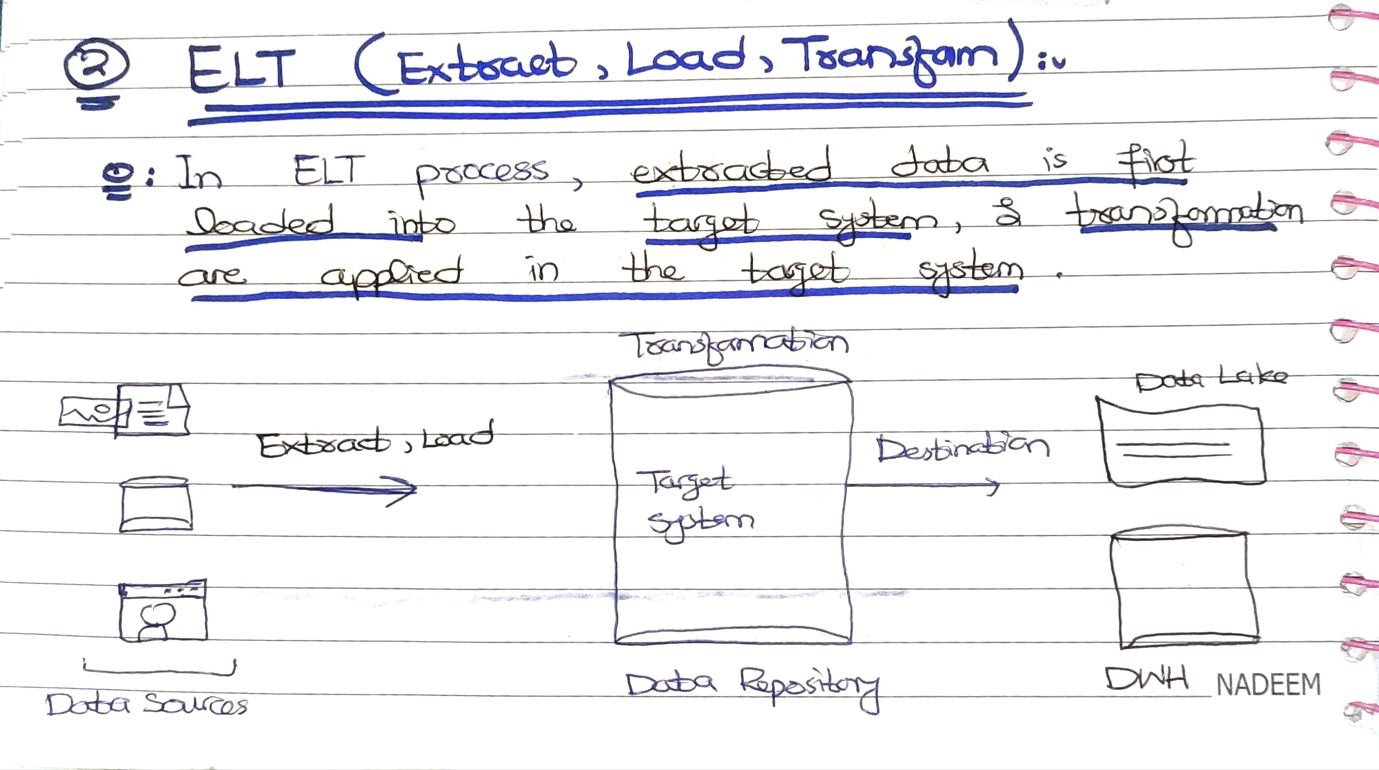 ② ELT (Extract, Load, Transform):
: In ELT process, extracted data is first
loaded into the target system, & transformation
are applied in the target system.
Transformation
Data Lake
Extract, Load
Destination
Target
system
Data Repository
DWH
NADEEM
Data Sources